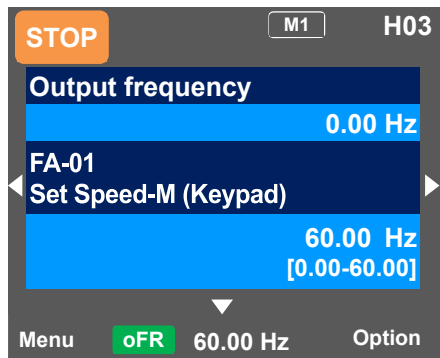 STOP M1 H03
Output frequency
0.00 Hz
FA-01
Set Speed-M (Keypad)
60.00 Hz
[0.00-60.00]
Menu oFR 60.00 Hz Option